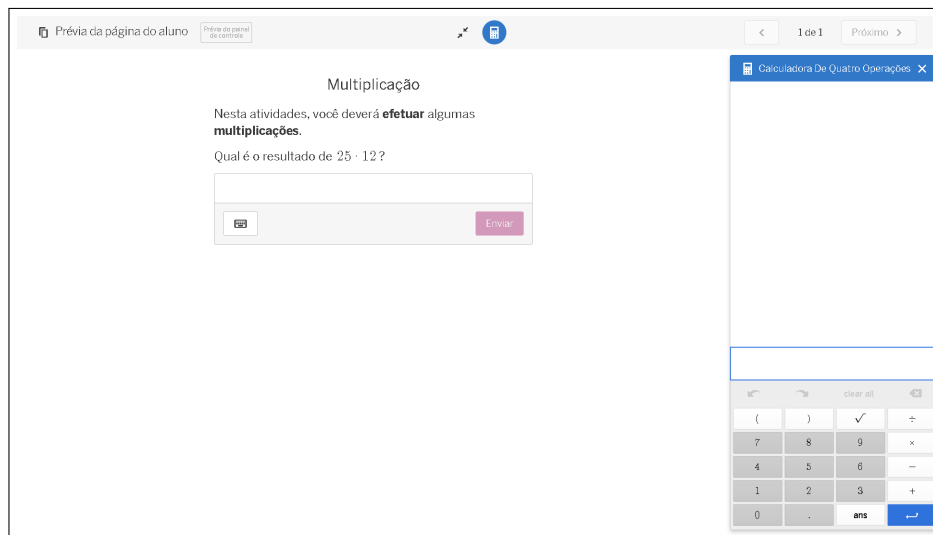 Prévia da página do aluno
Prévia do painel
de controle
1 de 1
Próximo
Calculadora De Quatro Operações
Multiplicação
Nesta atividades, você deverá efetuar algumas
multiplicações.
Qual é o resultado de 25 · 12?
Enviar
clear all
( ) √ ÷
7 8 9 ×
4 5 6 −
1 2 3 +
0 . ans